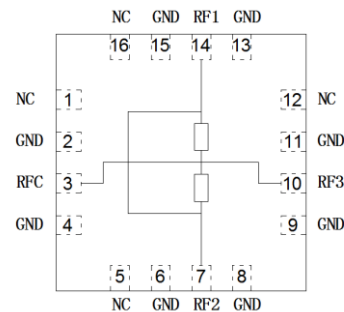 NC GND RF1 GND
16 15 14 13
NC 1 12 NC
GND 2 11 GND
RFC 3 10 RF3
GND 4 9 GND
5 6 7 8
NC GND RF2 GND